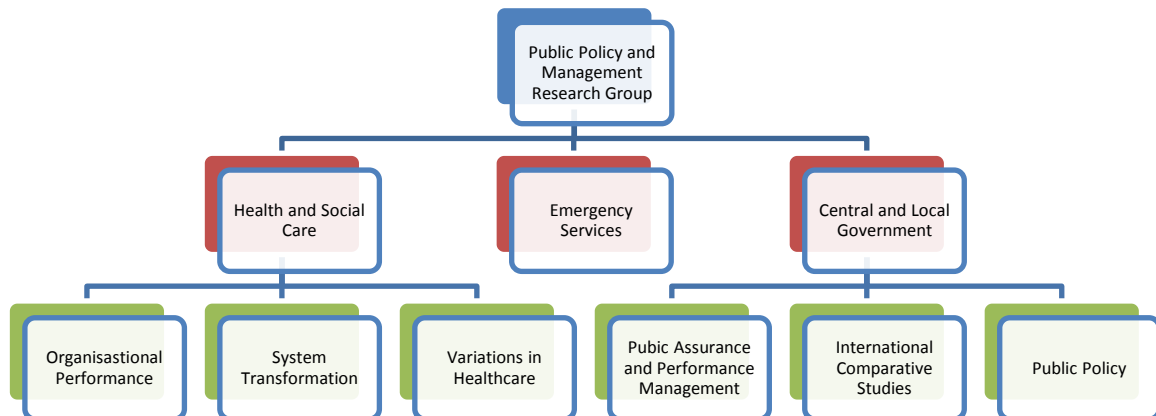 Public Policy and
Management
Research Group
Health and Social
Care
Emergency
Services
Central and Local
Government
Organisastional
Performance
System
Transformation
Variations in
Healthcare
Pubic Assurance
and Performance
Management
International
Comparative
Studies
Public Policy